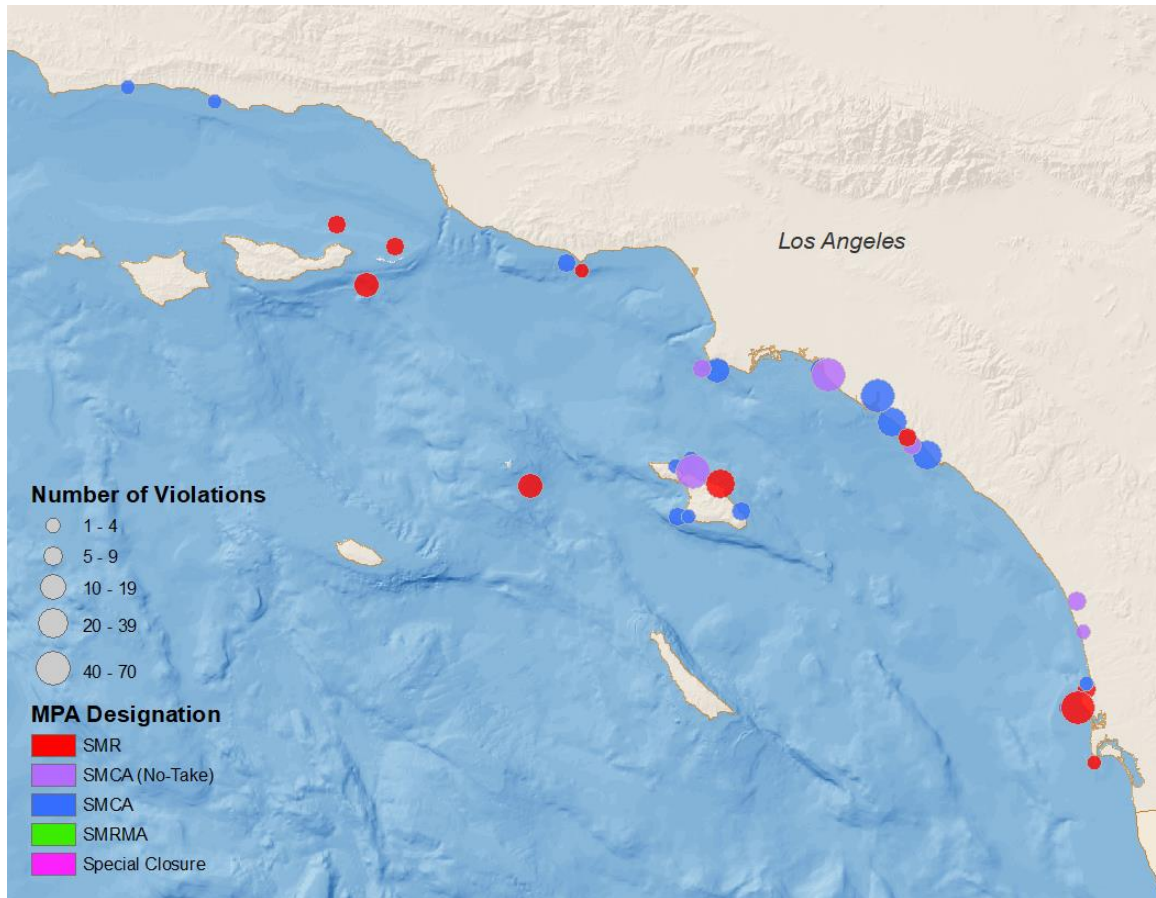 Los Angeles
Number of Violations
1 - 4
5 - 9
10 - 19
20 - 39
40 - 70
MPA Designation
SMR
SMCA (No-Take)
SMCA
SMRMA
Special Closure